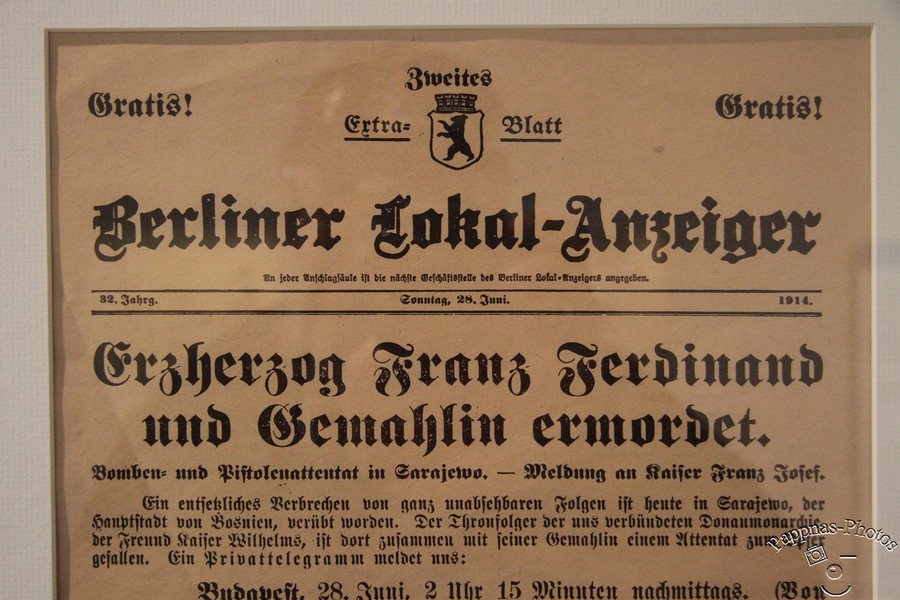 Zweites
Gratis! Gratis!
Extra- Blatt
Berliner Lokal-Anzeiger
An jeder Anschlagsäule ist die nächste Geschäftsstelle des Berliner Lokal-Anzeigers angegeben.
32. Jahrg. Sonntag, 28. Juni. 1914.
Erzherzog Franz Ferdinand
und Gemahlin ermordet.
Bomben- und Pistolenattentat in Sarajewo. — Meldung an Kaiser Franz Josef.
Ein entsetzliches Verbrechen von ganz unabsehbaren Folgen ist heute in Sarajewo, der
Hauptstadt von Bosnien, verübt worden. Der Thronfolger der uns verbündeten Donaumonarchie,
der Freund Kaiser Wilhelms, ist dort zusammen mit seiner Gemahlin einem Attentat zum
gefallen. Ein Privattelegramm meldet uns:
Budapest, 28. Juni, 2 Uhr 15 Minuten nachmittags. (Von
Pappnas-Photos